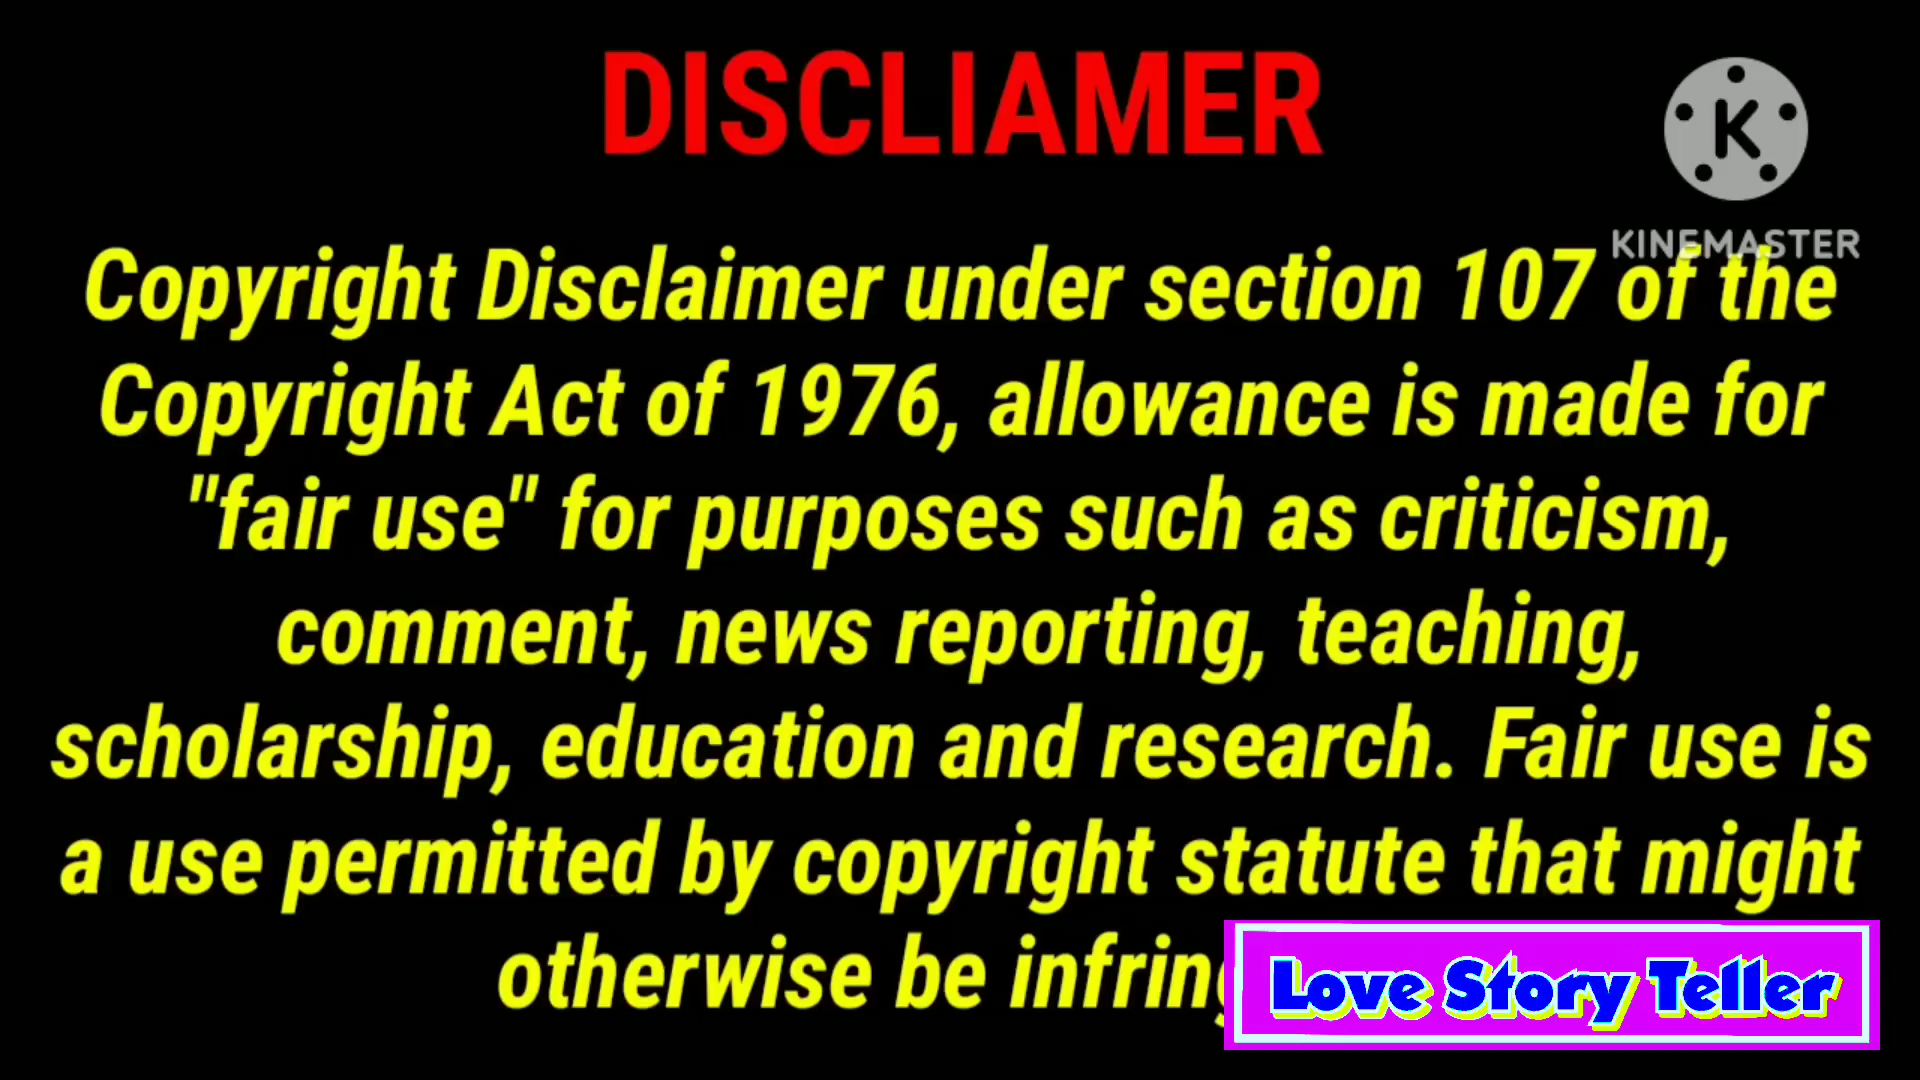 DISCLIAMER
K
KINEMASTER
Copyright Disclaimer under section 107 of the
Copyright Act of 1976, allowance is made for
"fair use" for purposes such as criticism,
comment, news reporting, teaching,
scholarship, education and research. Fair use is
a use permitted by copyright statute that might
otherwise be
Love Story Teller